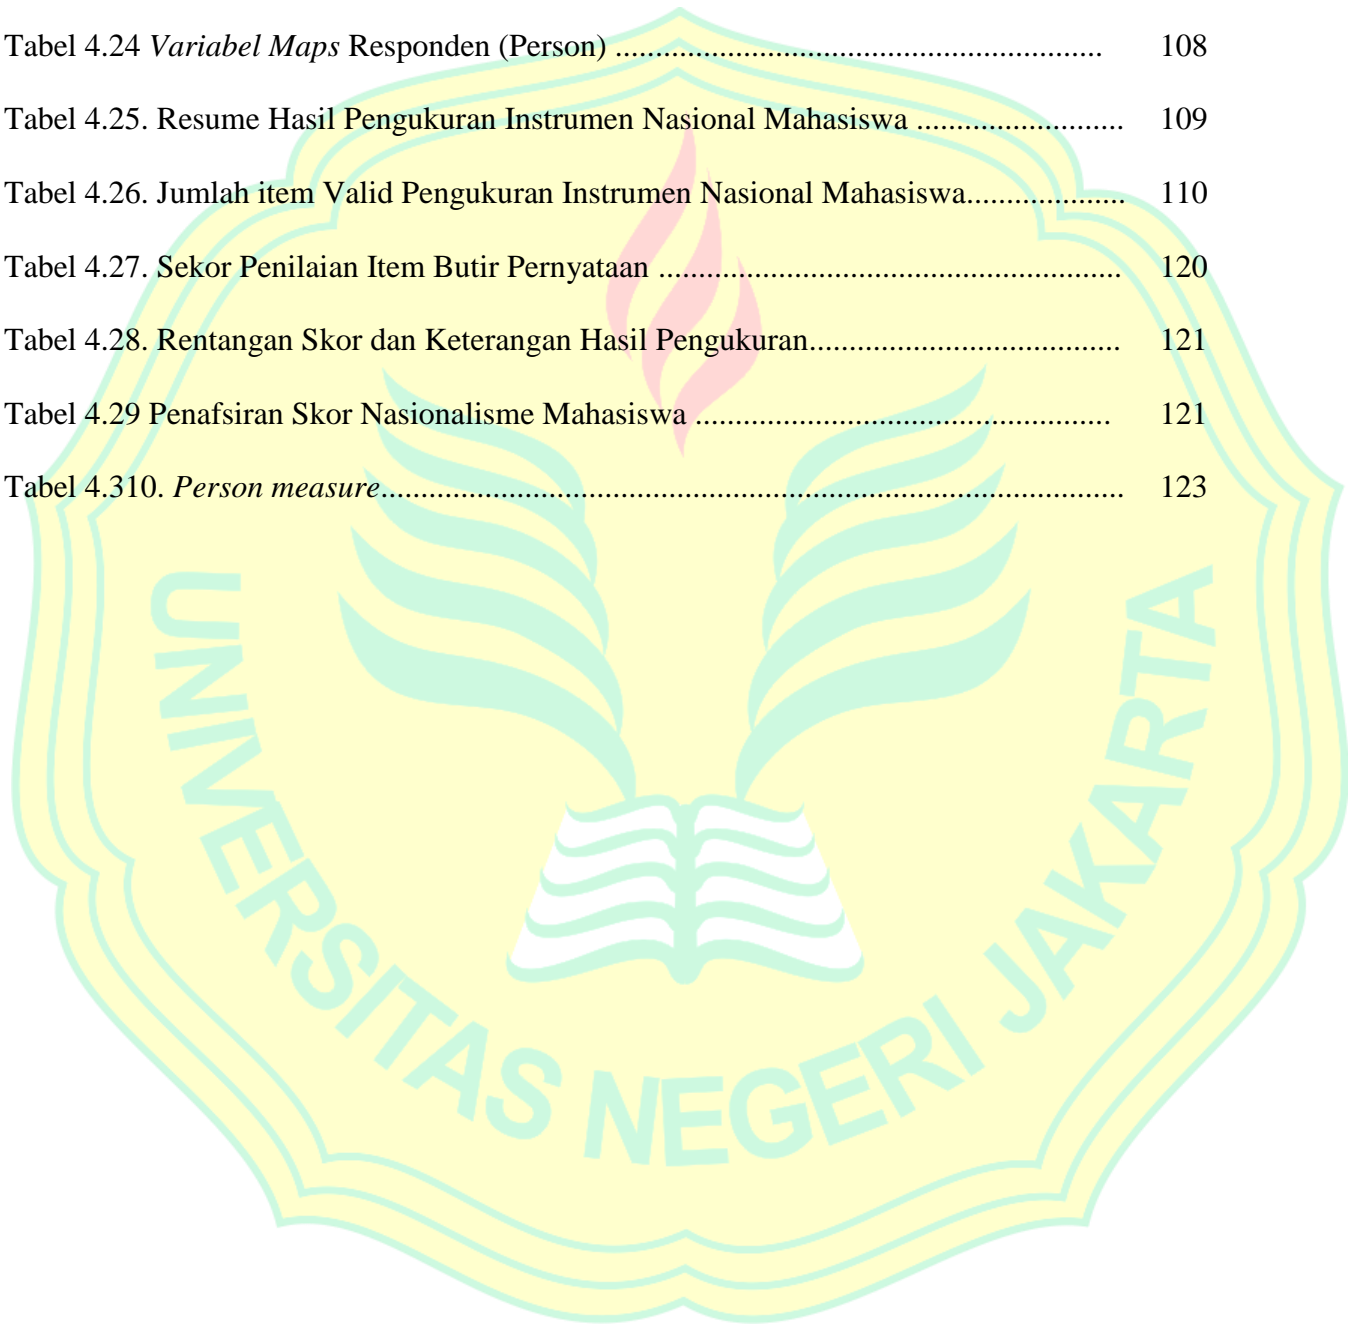 Tabel 4.24 Variabel Maps Responden (Person) ............................................................. 108
Tabel 4.25. Resume Hasil Pengukuran Instrumen Nasional Mahasiswa .......................... 109
Tabel 4.26. Jumlah item Valid Pengukuran Instrumen Nasional Mahasiswa.................... 110
Tabel 4.27. Sekor Penilaian Item Butir Pernyataan .......................................................... 120
Tabel 4.28. Rentangan Skor dan Keterangan Hasil Pengukuran....................................... 121
Tabel 4.29 Penafsiran Skor Nasionalisme Mahasiswa .................................................... 121
Tabel 4.310. Person measure............................................................................................. 123
UNIVERSITAS NEGERI JAKARTA